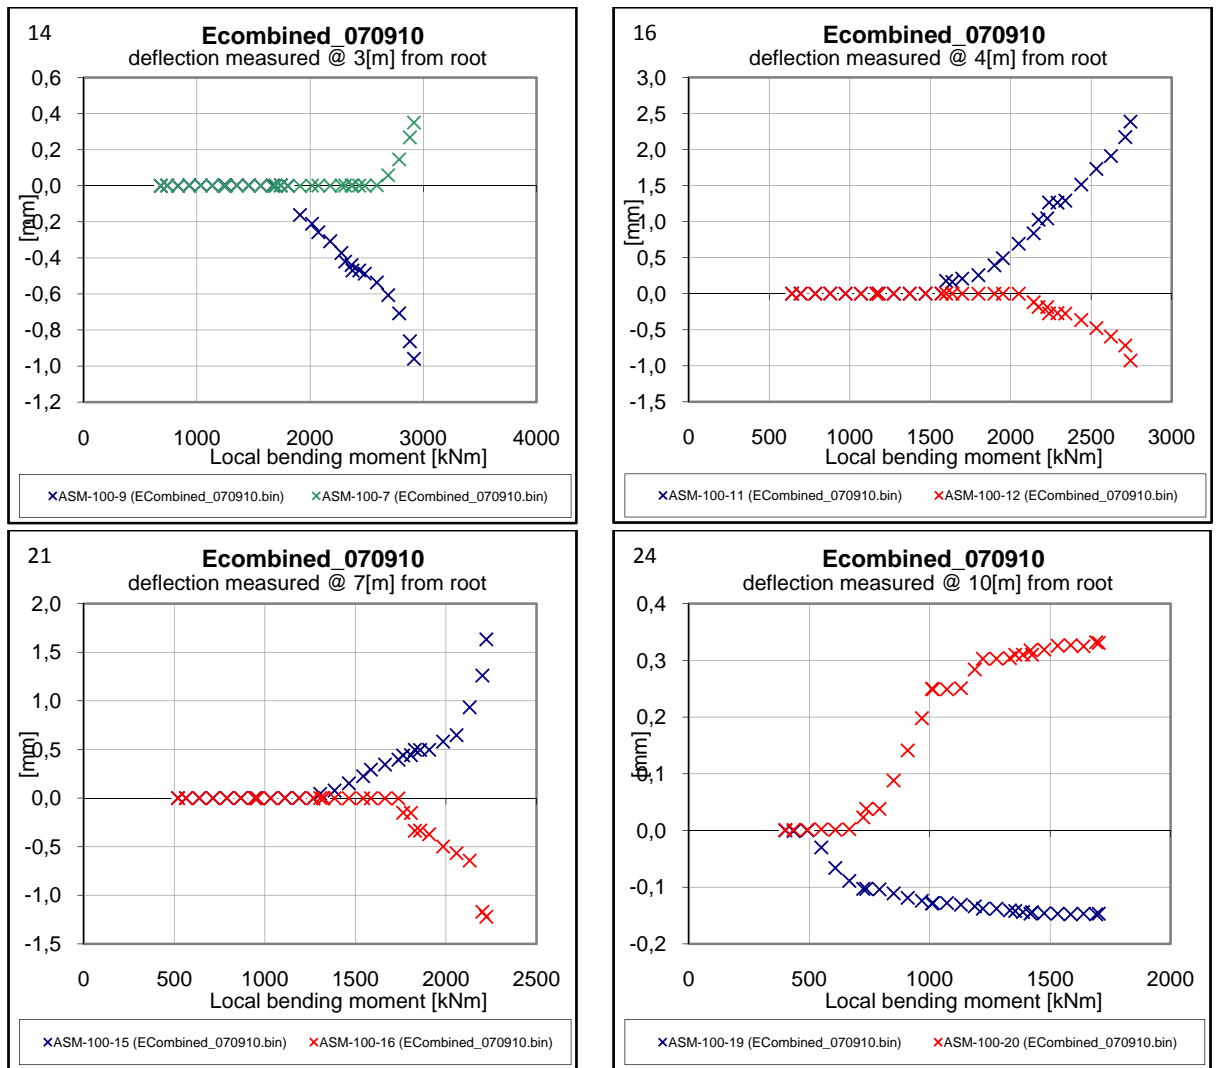 14
Ecombined_070910
deflection measured @ 3[m] from root
0,6
0,4
0,2
0,0
-0,2
-0,4
-0,6
-0,8
-1,0
-1,2
[mm]
0 1000 2000 3000 4000
Local bending moment [kNm]
×ASM-100-9 (ECombined_070910.bin) ×ASM-100-7 (ECombined_070910.bin)
16
Ecombined_070910
deflection measured @ 4[m] from root
3,0
2,5
2,0
1,5
1,0
0,5
0,0
-0,5
-1,0
-1,5
[mm]
0 500 1000 1500 2000 2500 3000
Local bending moment [kNm]
×ASM-100-11 (ECombined_070910.bin) ×ASM-100-12 (ECombined_070910.bin)
21
Ecombined_070910
deflection measured @ 7[m] from root
2,0
1,5
1,0
0,5
0,0
-0,5
-1,0
-1,5
[mm]
0 500 1000 1500 2000 2500
Local bending moment [kNm]
×ASM-100-15 (ECombined_070910.bin) ×ASM-100-16 (ECombined_070910.bin)
24
Ecombined_070910
deflection measured @ 10[m] from root
0,4
0,3
0,2
0,1
0,0
-0,1
-0,2
[mm]
0 500 1000 1500 2000
Local bending moment [kNm]
×ASM-100-19 (ECombined_070910.bin) ×ASM-100-20 (ECombined_070910.bin)